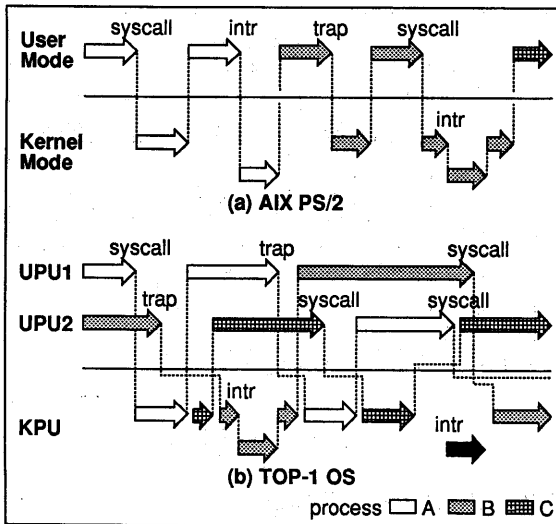 syscall intr trap syscall
User
Mode
intr
Kernel
Mode
(a) AIX PS/2
syscall trap syscall
UPU1
trap syscall syscall
UPU2
intr
KPU intr
(b) TOP-1 OS
process A B C